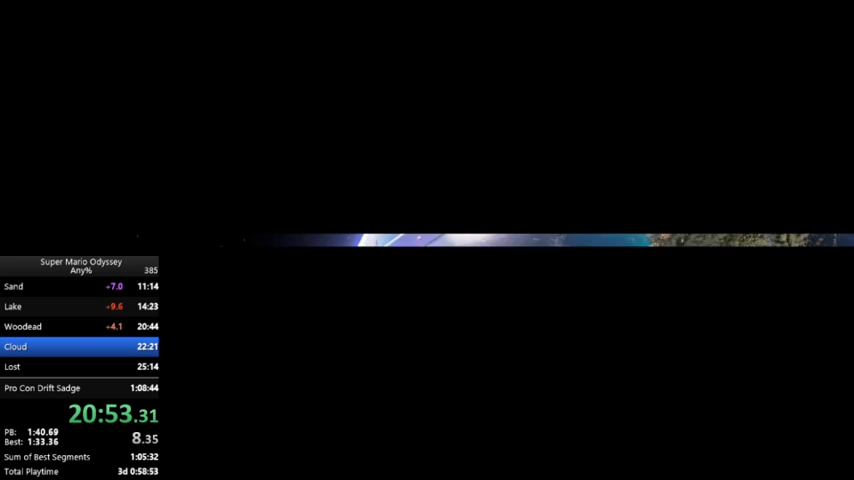 Super Mario Odyssey
Any% 385
Sand +7.0 11:14
Lake +9.6 14:23
Woodead +4.1 20:44
Cloud 22:21
Lost 25:14
Pro Con Drift Sadge 1:08:44
20:53.31
PB: 1:40.69
Best: 1:33.36 8.35
Sum of Best Segments 1:05:32
Total Playtime 3d 0:58:53